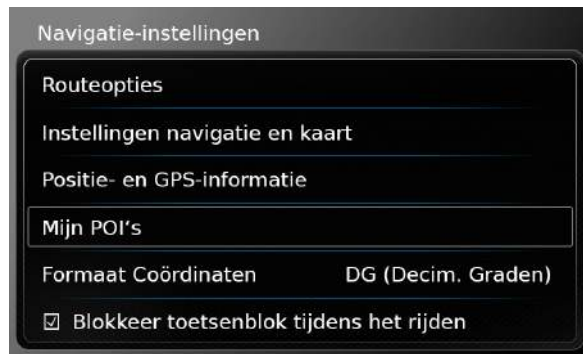 Navigatie-instellingen
Routeopties
Instellingen navigatie en kaart
Positie- en GPS-informatie
Mijn POI‘s
Formaat Coördinaten DG (Decim. Graden)
☑ Blokkeer toetsenblok tijdens het rijden